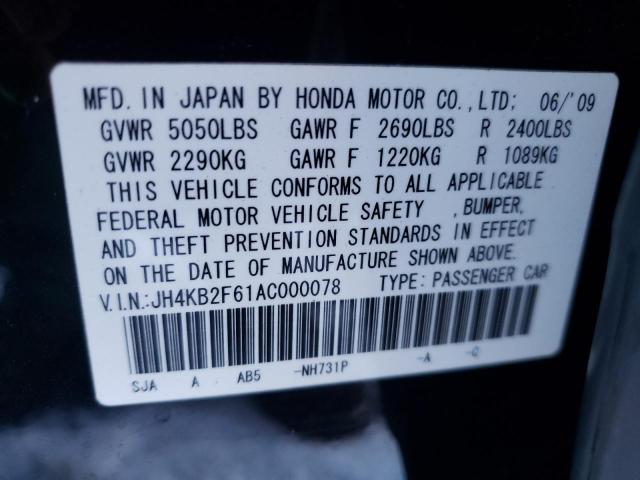 MFD. IN JAPAN BY HONDA MOTOR CO., LTD; 06/'09
GVWR 5050LBS GAWR F 2690LBS R 2400LBS
GVWR 2290KG GAWR F 1220KG R 1089KG
THIS VEHICLE CONFORMS TO ALL APPLICABLE
FEDERAL MOTOR VEHICLE SAFETY , BUMPER,
AND THEFT PREVENTION STANDARDS IN EFFECT
ON THE DATE OF MANUFACTURE SHOWN ABOVE.
V.I.N.:JH4KB2F61AC000078 TYPE: PASSENGER CAR
SJA A AB5 -NH731P -A -Q